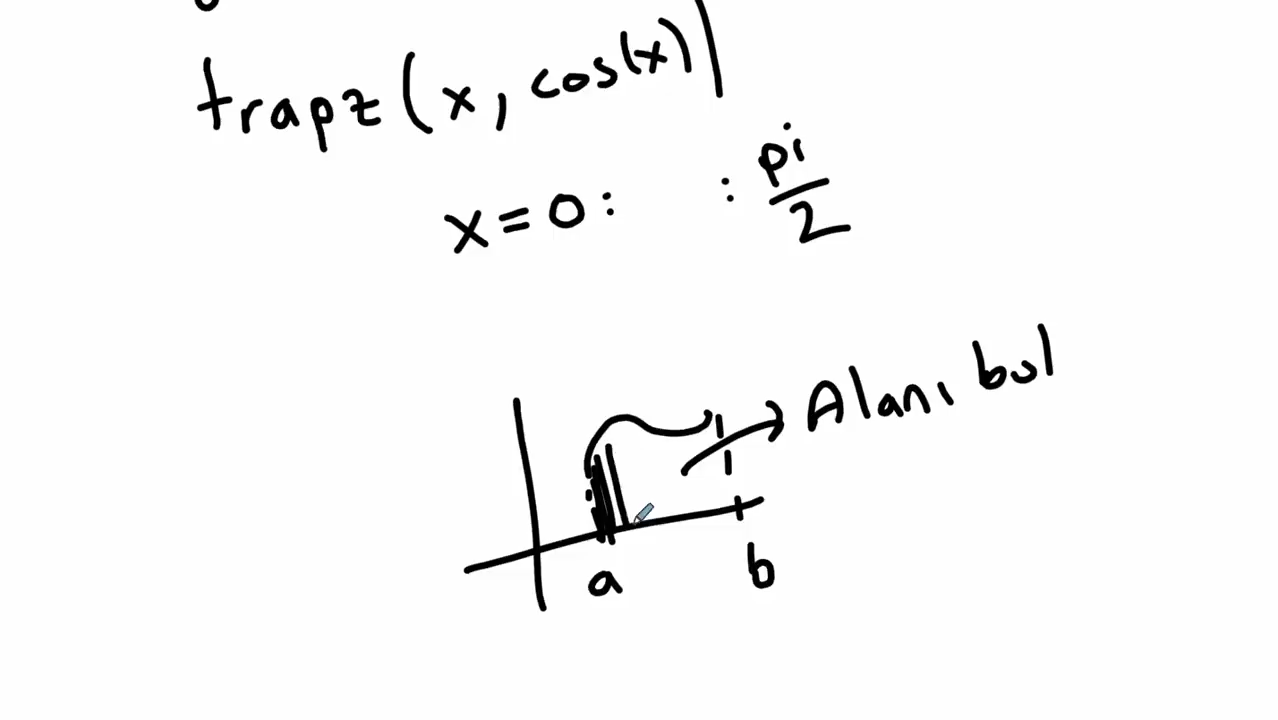 trapz(x, cos(x))
x=0:   :pi/2
Alanı bul
a b